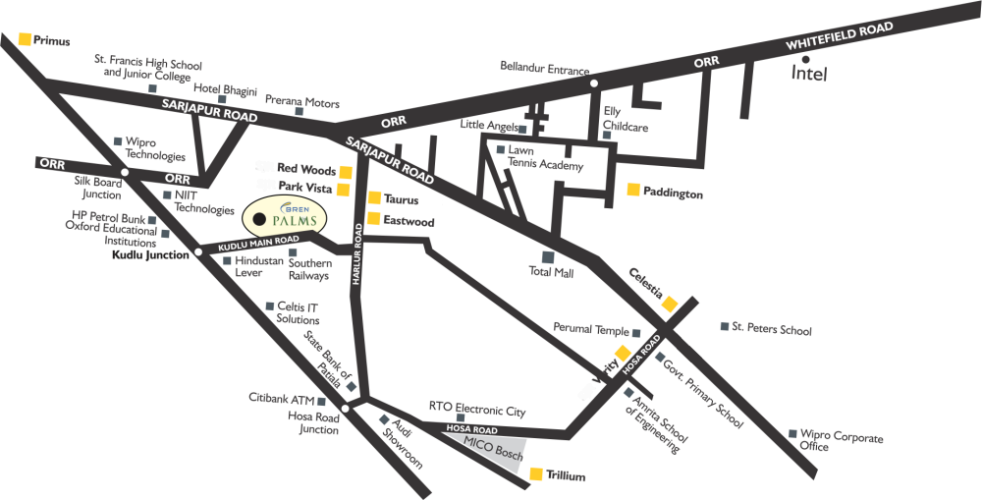 Primus
St. Francis High School
and Junior College
Hotel Bhagini
Prerana Motors
SARJAPUR ROAD
ORR
Bellandur Entrance
ORR
WHITEFIELD ROAD
Intel
Little Angels
Elly
Childcare
Lawn
Tennis Academy
SARJAPUR ROAD
Wipro
Technologies
ORR
ORR
Silk Board
Junction
NIIT
Technologies
HP Petrol Bunk
Oxford Educational
Institutions
Kudlu Junction
Red Woods
Park Vista
Taurus
Eastwood
BREN
PALMS
KUDLU MAIN ROAD
HARLUR ROAD
Hindustan
Lever
Southern
Railways
Paddington
Total Mall
Celestia
Celtis IT
Solutions
State Bank of
Patiala
Perumal Temple
St. Peters School
HOSA ROAD
Govt. Primary School
Amrita School
of Engineering
Citibank ATM
Hosa Road
Junction
Audi
Showroom
RTO Electronic City
HOSA ROAD
MICO Bosch
Trillium
Wipro Corporate
Office